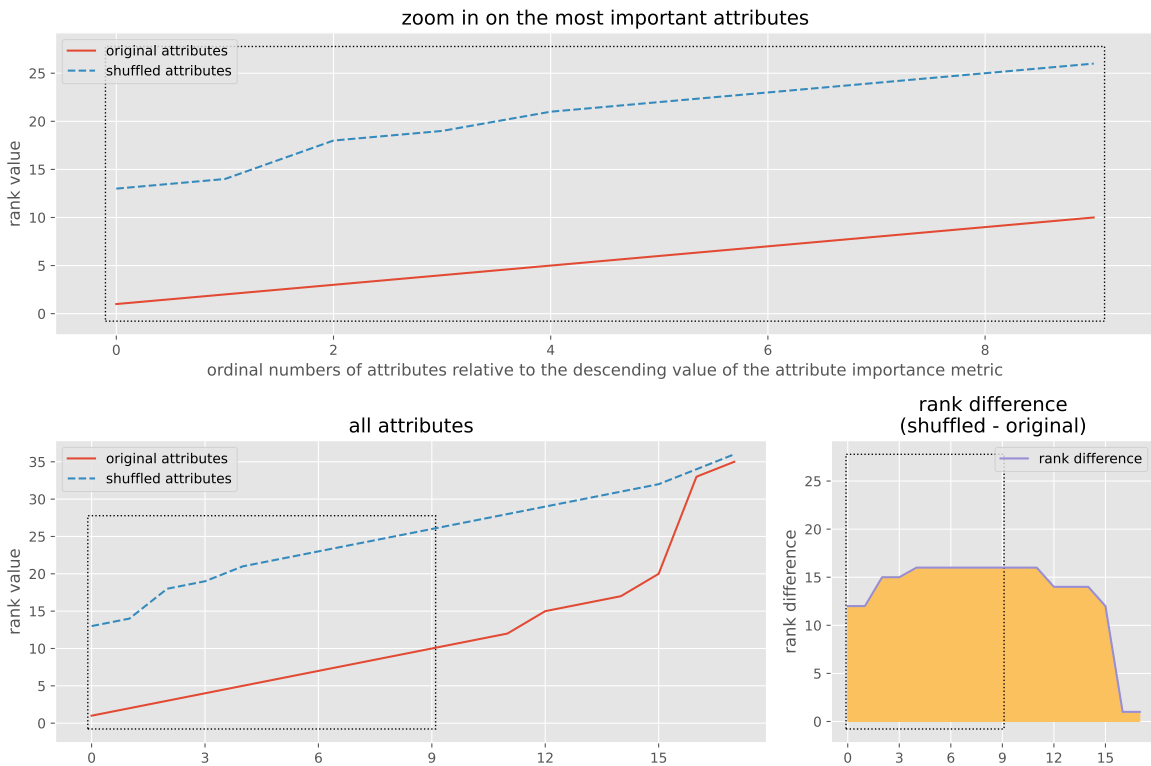 zoom in on the most important attributes
original attributes
shuffled attributes
rank value
25
20
15
10
5
0
0 2 4 6 8
ordinal numbers of attributes relative to the descending value of the attribute importance metric
all attributes
original attributes
shuffled attributes
rank value
35
30
25
20
15
10
5
0
0 3 6 9 12 15
rank difference
(shuffled - original)
rank difference
rank difference
25
20
15
10
5
0
0 3 6 9 12 15